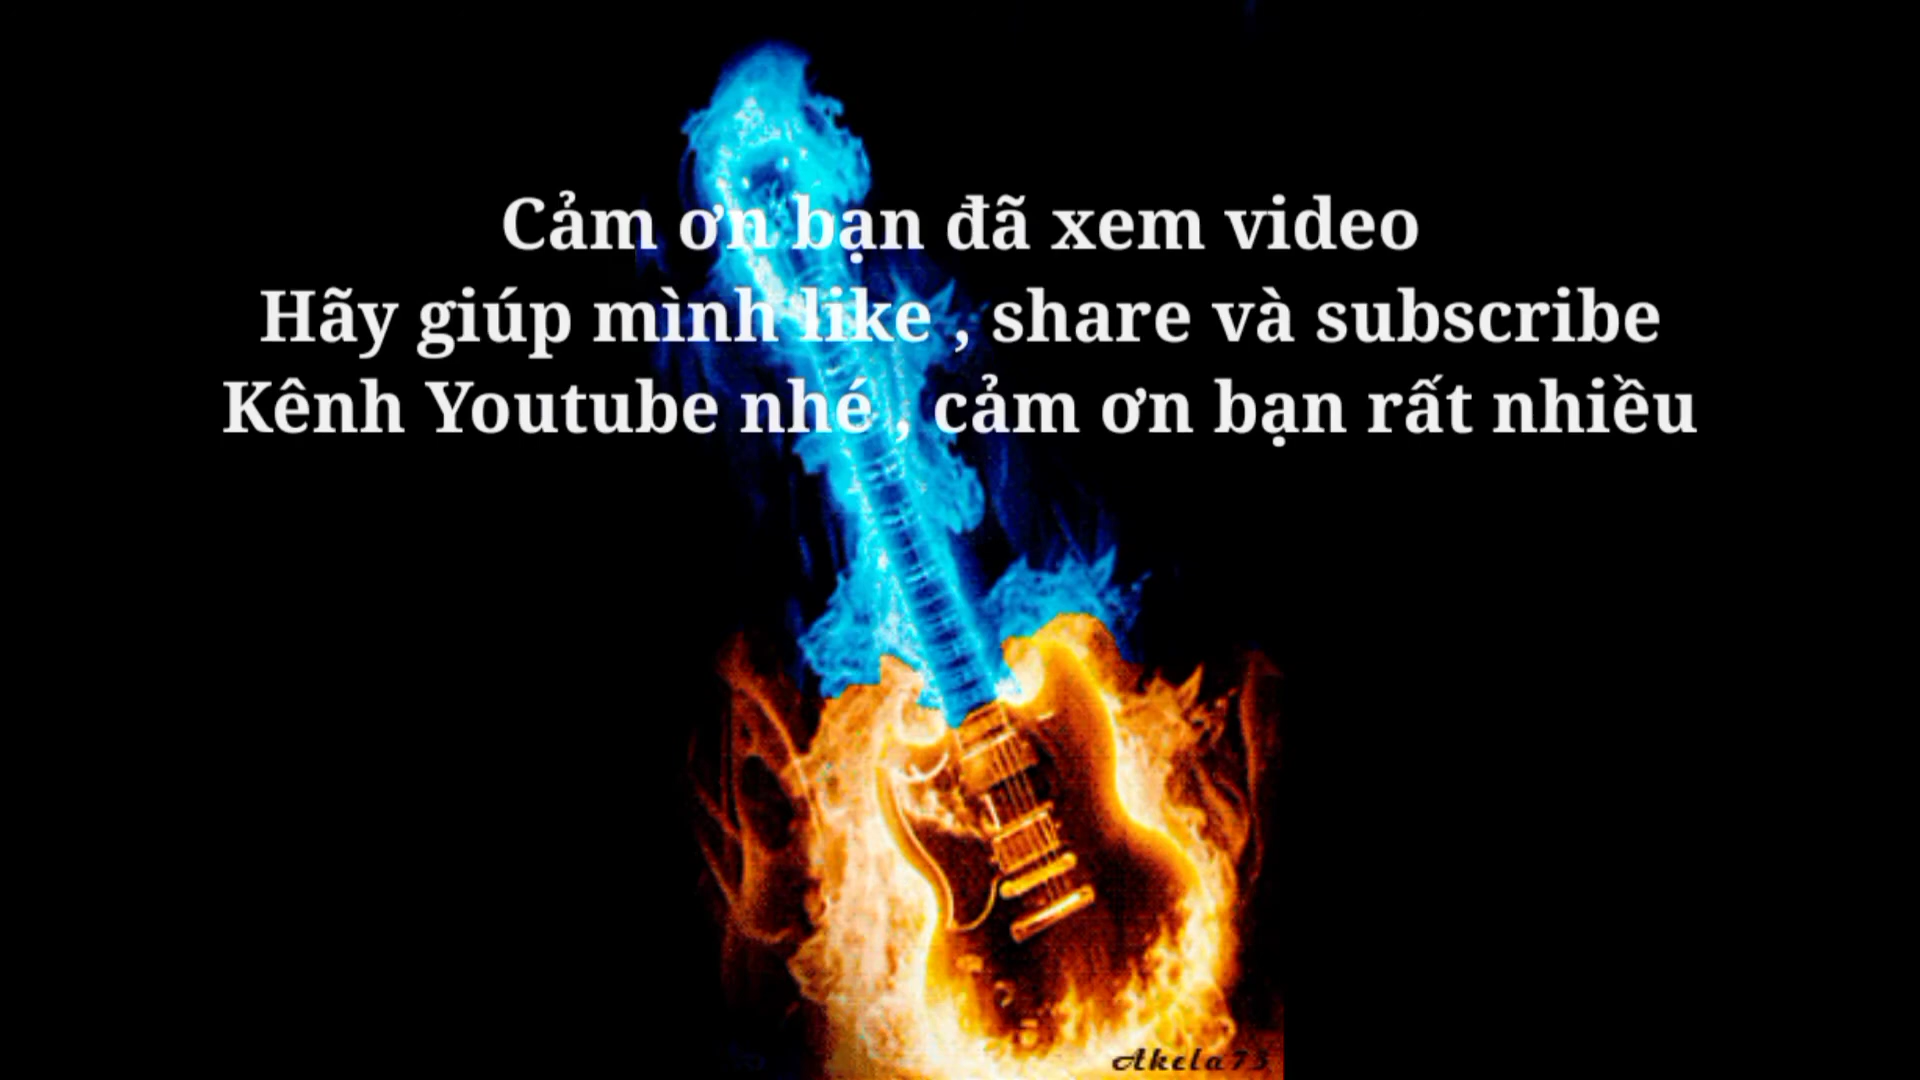 Cảm ơn bạn đã xem video
Hãy giúp mình like , share và subscribe
Kênh Youtube nhé , cảm ơn bạn rất nhiều
Akela73